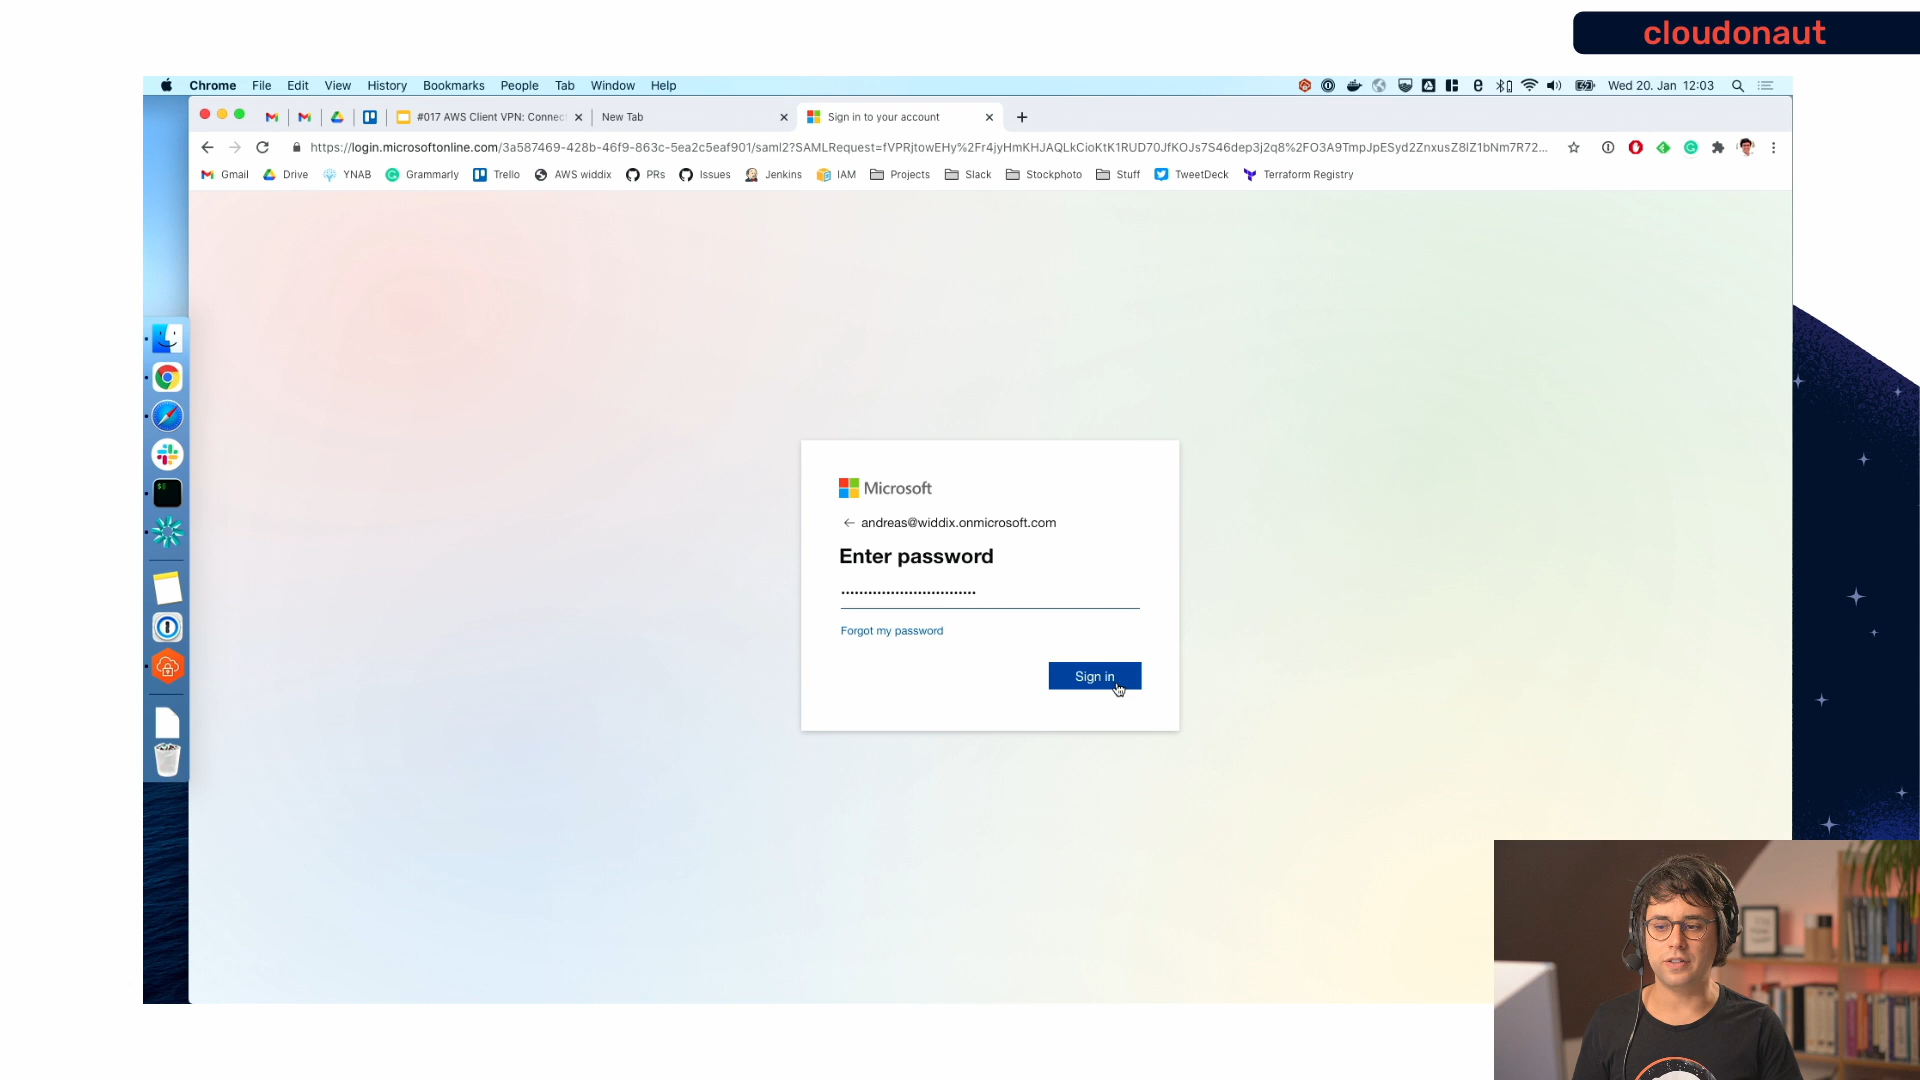 cloudonaut
Chrome File Edit View History Bookmarks People Tab Window Help
Wed 20. Jan 12:03
#017 AWS Client VPN: Connec
New Tab
Sign in to your account
https://login.microsoftonline.com/3a587469-428b-46f9-863c-5ea2c5eaf901/saml2?SAMLRequest=fVPRjtowEHy%2Fr4jyHmKHJAQLkCioKtK1RUD70JfKOJs7S46dep3j2q8%2FO3A9TmpJpESyd2ZnxusZ8lZ1bNm7R72...
Gmail Drive YNAB Grammarly Trello AWS widdix PRs Issues Jenkins IAM Projects Slack Stockphoto Stuff TweetDeck Terraform Registry
Microsoft
andreas@widdix.onmicrosoft.com
Enter password
Forgot my password
Sign in